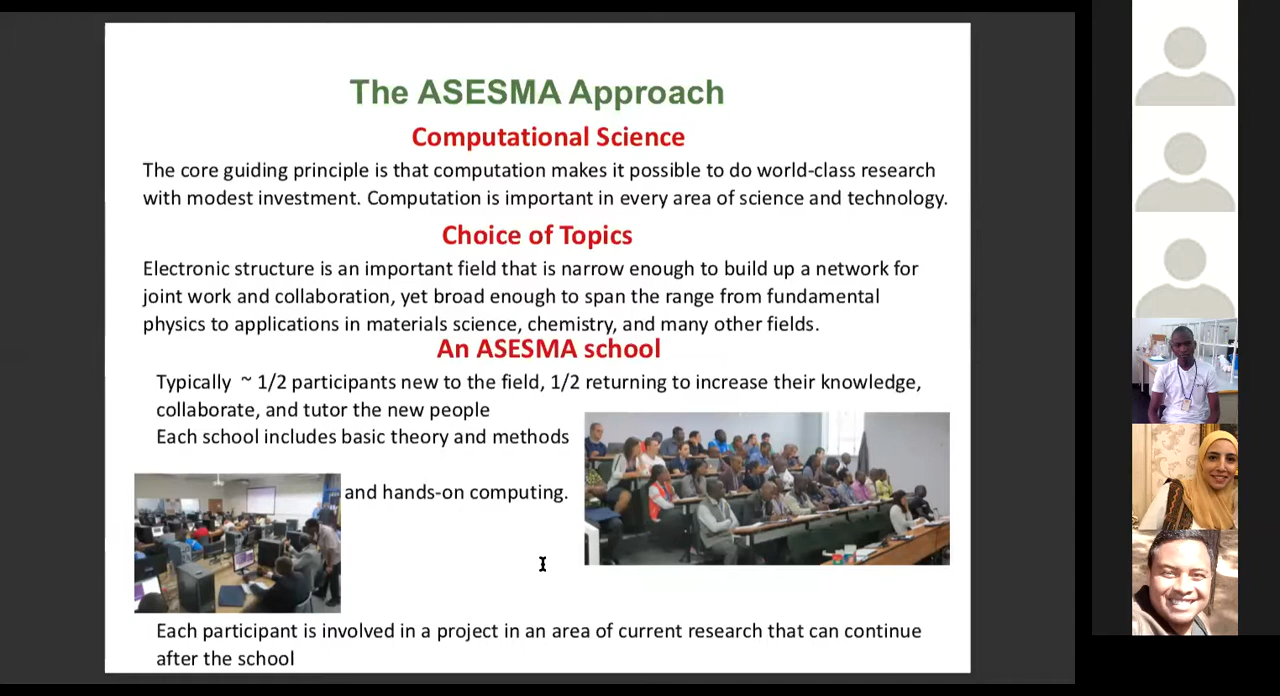 The ASESMA Approach
Computational Science
The core guiding principle is that computation makes it possible to do world-class research
with modest investment. Computation is important in every area of science and technology.
Choice of Topics
Electronic structure is an important field that is narrow enough to build up a network for
joint work and collaboration, yet broad enough to span the range from fundamental
physics to applications in materials science, chemistry, and many other fields.
An ASESMA school
Typically ~ 1/2 participants new to the field, 1/2 returning to increase their knowledge,
collaborate, and tutor the new people
Each school includes basic theory and methods
and hands-on computing.
Each participant is involved in a project in an area of current research that can continue
after the school